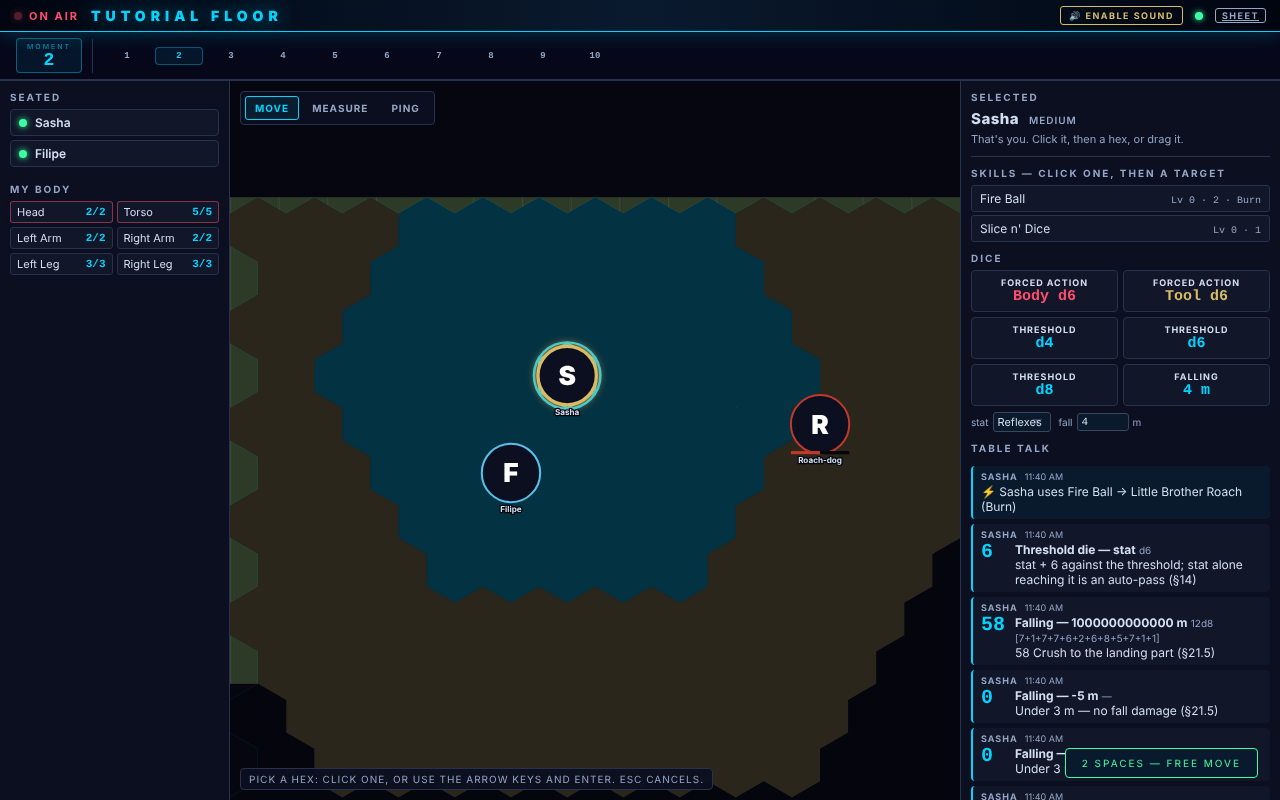 ON AIR TUTORIAL FLOOR
🔊 ENABLE SOUND
SHEET
MOMENT
2
1 2 3 4 5 6 7 8 9 10
SEATED
Sasha
Filipe
MY BODY
Head 2/2
Torso 5/5
Left Arm 2/2
Right Arm 2/2
Left Leg 3/3
Right Leg 3/3
MOVE MEASURE PING
S
Sasha
R
Roach-dog
F
Filipe
PICK A HEX: CLICK ONE, OR USE THE ARROW KEYS AND ENTER. ESC CANCELS.
SELECTED
Sasha MEDIUM
That's you. Click it, then a hex, or drag it.
SKILLS — CLICK ONE, THEN A TARGET
Fire Ball Lv 0 · 2 · Burn
Slice n' Dice Lv 0 · 1
DICE
FORCED ACTION
Body d6
FORCED ACTION
Tool d6
THRESHOLD
d4
THRESHOLD
d6
THRESHOLD
d8
FALLING
4 m
stat Reflexes fall 4 m
TABLE TALK
SASHA 11:40 AM
⚡ Sasha uses Fire Ball → Little Brother Roach
(Burn)
SASHA 11:40 AM
6 Threshold die — stat d6
stat + 6 against the threshold; stat alone
reaching it is an auto-pass (§14)
SASHA 11:40 AM
58 Falling — 1000000000000 m 12d8
[7+1+7+7+6+2+6+8+5+7+1+1]
58 Crush to the landing part (§21.5)
SASHA 11:40 AM
0 Falling — -5 m —
Under 3 m — no fall damage (§21.5)
SASHA 11:40 AM
0 Falling —
Under 3
2 SPACES — FREE MOVE
SASHA 11:40 AM